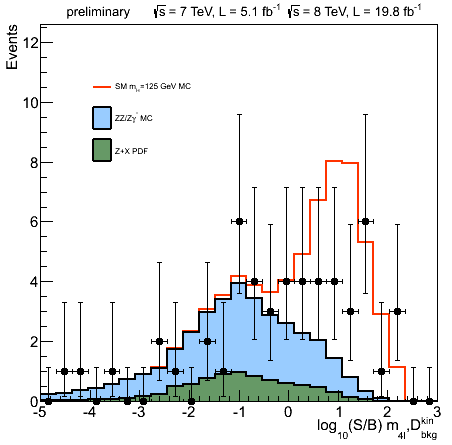 preliminary √s = 7 TeV, L = 5.1 fb⁻¹ √s = 8 TeV, L = 19.8 fb⁻¹
Events
12
10
8
6
4
2
0
SM m_H=125 GeV MC
ZZ/Zγ* MC
Z+X PDF
-5 -4 -3 -2 -1 0 1 2 3
log₁₀(S/B) m_4l, D^kin_bkg